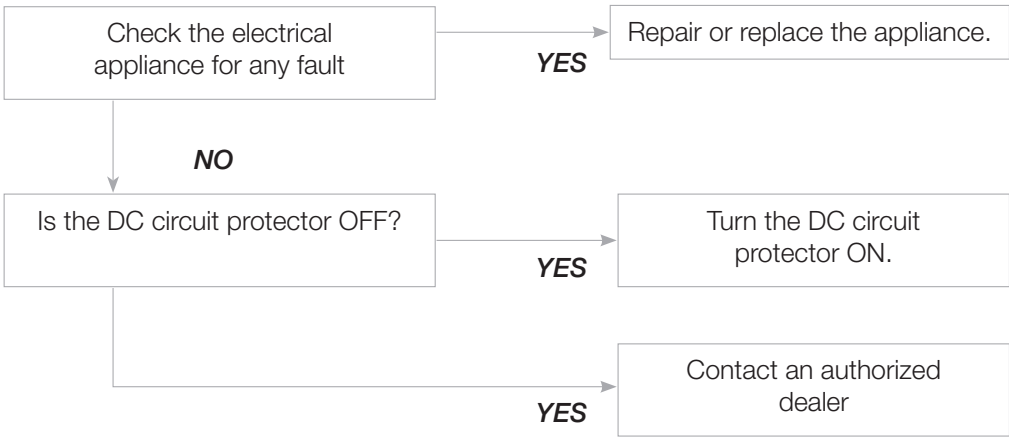 Check the electrical
appliance for any fault
YES
Repair or replace the appliance.
NO
Is the DC circuit protector OFF?
YES
Turn the DC circuit
protector ON.
YES
Contact an authorized
dealer